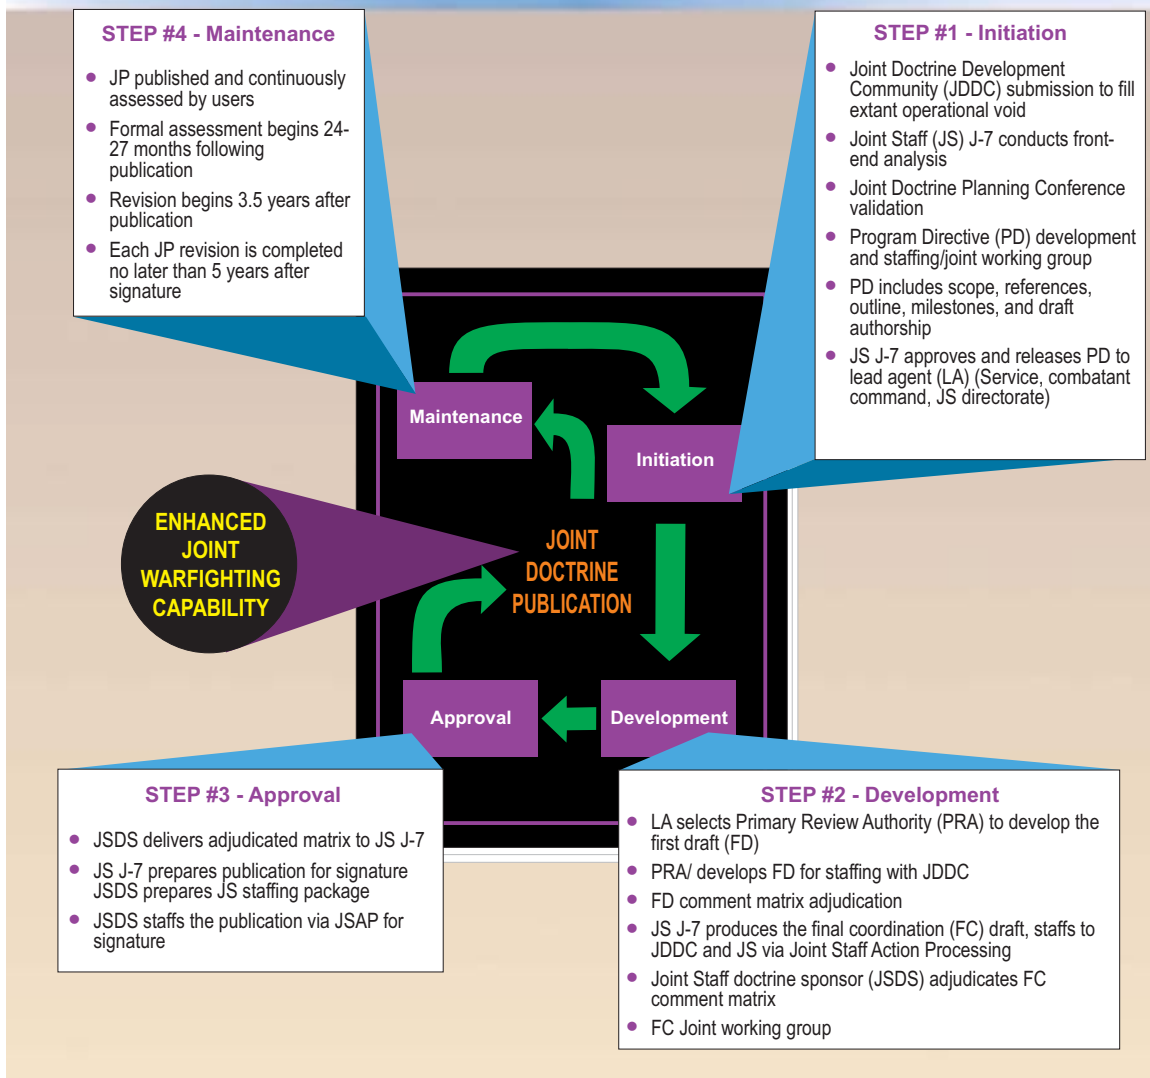 STEP #4 - Maintenance
JP published and continuously
assessed by users
Formal assessment begins 24-
27 months following
publication
Revision begins 3.5 years after
publication
Each JP revision is completed
no later than 5 years after
signature
STEP #1 - Initiation
Joint Doctrine Development
Community (JDDC) submission to fill
extant operational void
Joint Staff (JS) J-7 conducts front-
end analysis
Joint Doctrine Planning Conference
validation
Program Directive (PD) development
and staffing/joint working group
PD includes scope, references,
outline, milestones, and draft
authorship
JS J-7 approves and releases PD to
lead agent (LA) (Service, combatant
command, JS directorate)
Maintenance
Initiation
ENHANCED
JOINT
WARFIGHTING
CAPABILITY
JOINT
DOCTRINE
PUBLICATION
Approval
Development
STEP #3 - Approval
JSDS delivers adjudicated matrix to JS J-7
JS J-7 prepares publication for signature
JSDS prepares JS staffing package
JSDS staffs the publication via JSAP for
signature
STEP #2 - Development
LA selects Primary Review Authority (PRA) to develop the
first draft (FD)
PRA/ develops FD for staffing with JDDC
FD comment matrix adjudication
JS J-7 produces the final coordination (FC) draft, staffs to
JDDC and JS via Joint Staff Action Processing
Joint Staff doctrine sponsor (JSDS) adjudicates FC
comment matrix
FC Joint working group